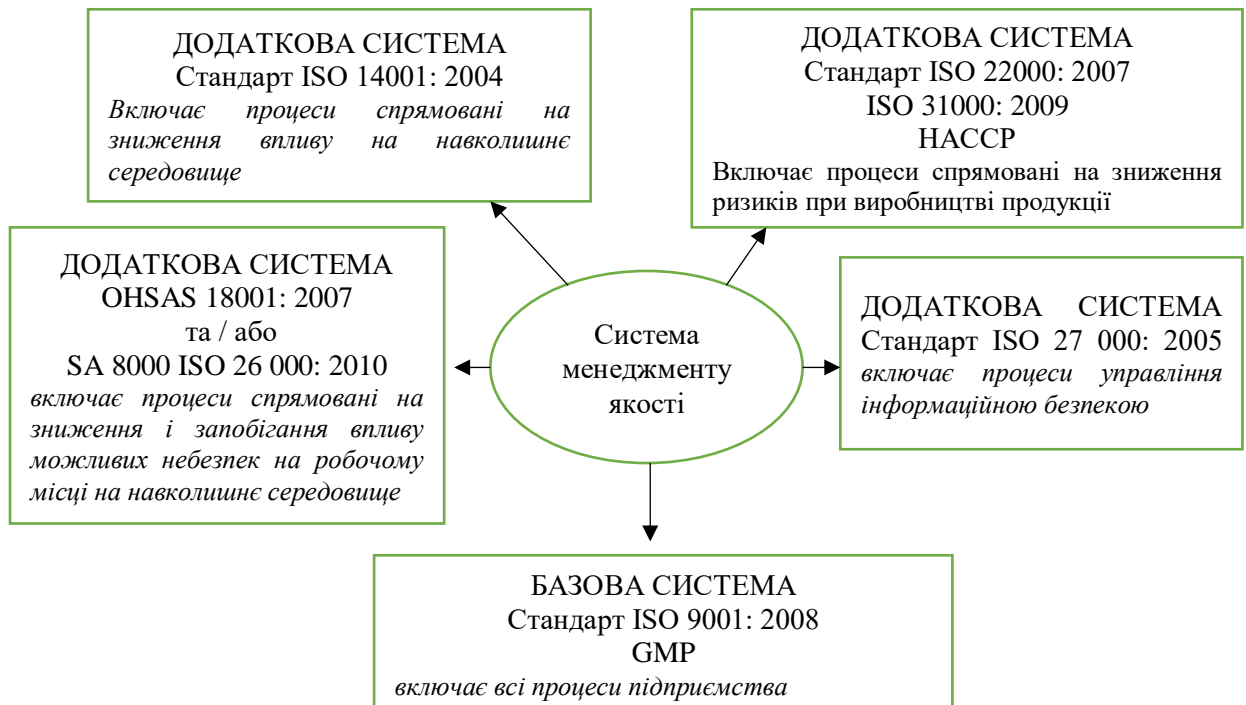 ДОДАТКОВА СИСТЕМА
Стандарт ISO 14001: 2004
Включає процеси спрямовані на
зниження впливу на навколишнє
середовище
ДОДАТКОВА СИСТЕМА
Стандарт ISO 22000: 2007
ISO 31000: 2009
НАССР
Включає процеси спрямовані на зниження
ризиків при виробництві продукції
ДОДАТКОВА СИСТЕМА
OHSAS 18001: 2007
та / або
SA 8000 ISO 26 000: 2010
включає процеси спрямовані на
зниження і запобігання впливу
можливих небезпек на робочому
місці на навколишнє середовище
Система
менеджменту
якості
ДОДАТКОВА СИСТЕМА
Стандарт ISO 27 000: 2005
включає процеси управління
інформаційною безпекою
БАЗОВА СИСТЕМА
Стандарт ISO 9001: 2008
GMP
включає всі процеси підприємства